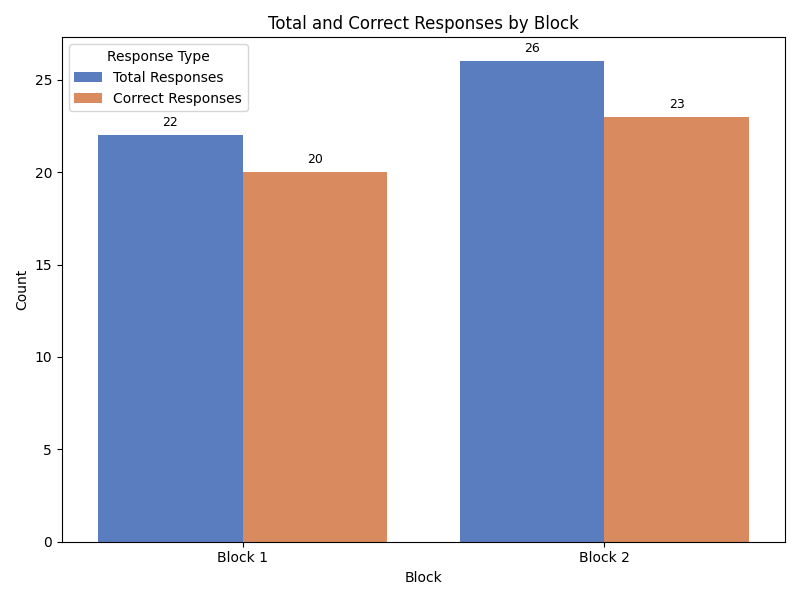 Total and Correct Responses by Block
Response Type
Total Responses
Correct Responses
26
23
22
20
25
20
15
10
5
0
Count
Block 1
Block 2
Block